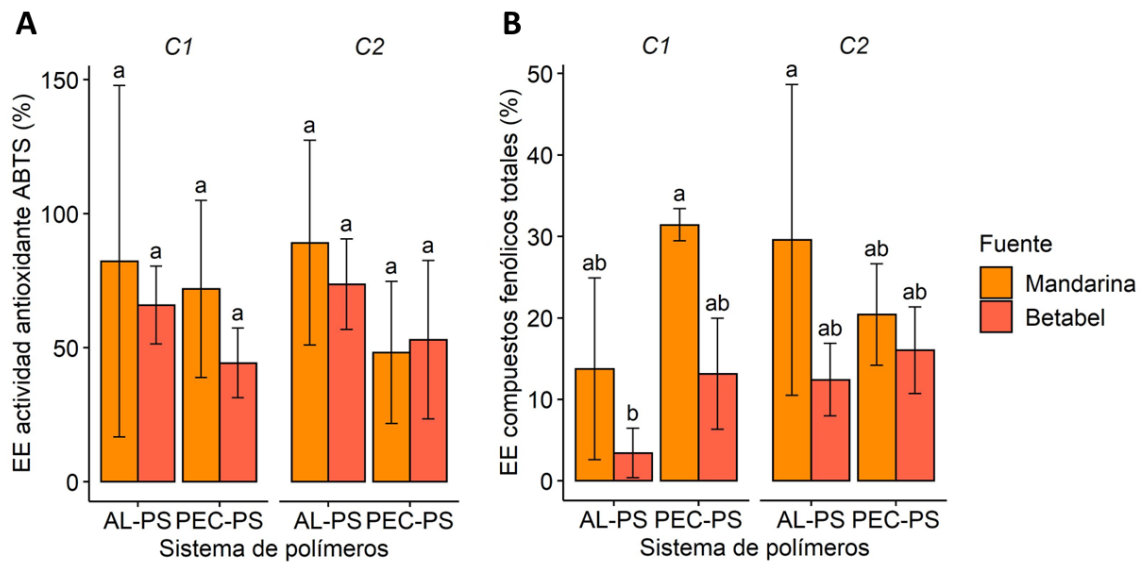 A
C1
C2
EE actividad antioxidante ABTS (%)
150
100
50
0
a
a
a
a
a
a
a
a
AL-PS
PEC-PS
AL-PS
PEC-PS
Sistema de polímeros
B
C1
C2
EE compuestos fenólicos totales (%)
50
40
30
20
10
0
ab
b
a
ab
a
ab
ab
ab
AL-PS
PEC-PS
AL-PS
PEC-PS
Sistema de polímeros
Fuente
Mandarina
Betabel